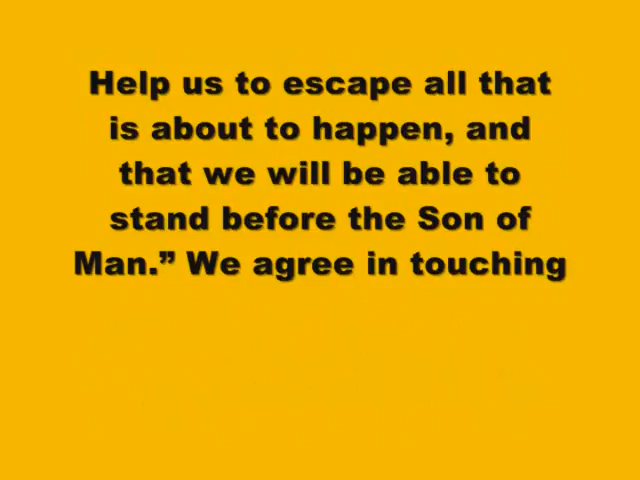 Help us to escape all that
is about to happen, and
that we will be able to
stand before the Son of
Man.” We agree in touching